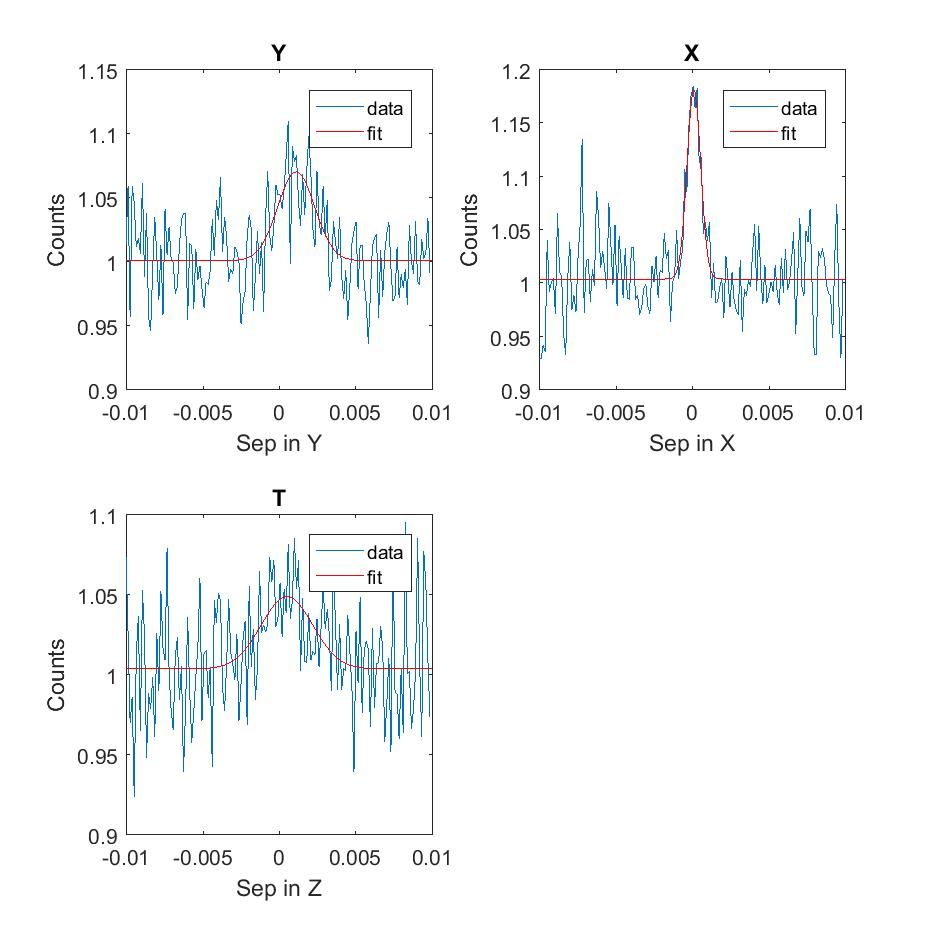 Y
1.15
1.1
1.05
1
0.95
0.9
Counts
data
fit
-0.01 -0.005 0 0.005 0.01
Sep in Y
X
1.2
1.15
1.1
1.05
1
0.95
0.9
Counts
data
fit
-0.01 -0.005 0 0.005 0.01
Sep in X
T
1.1
1.05
1
0.95
0.9
Counts
data
fit
-0.01 -0.005 0 0.005 0.01
Sep in Z